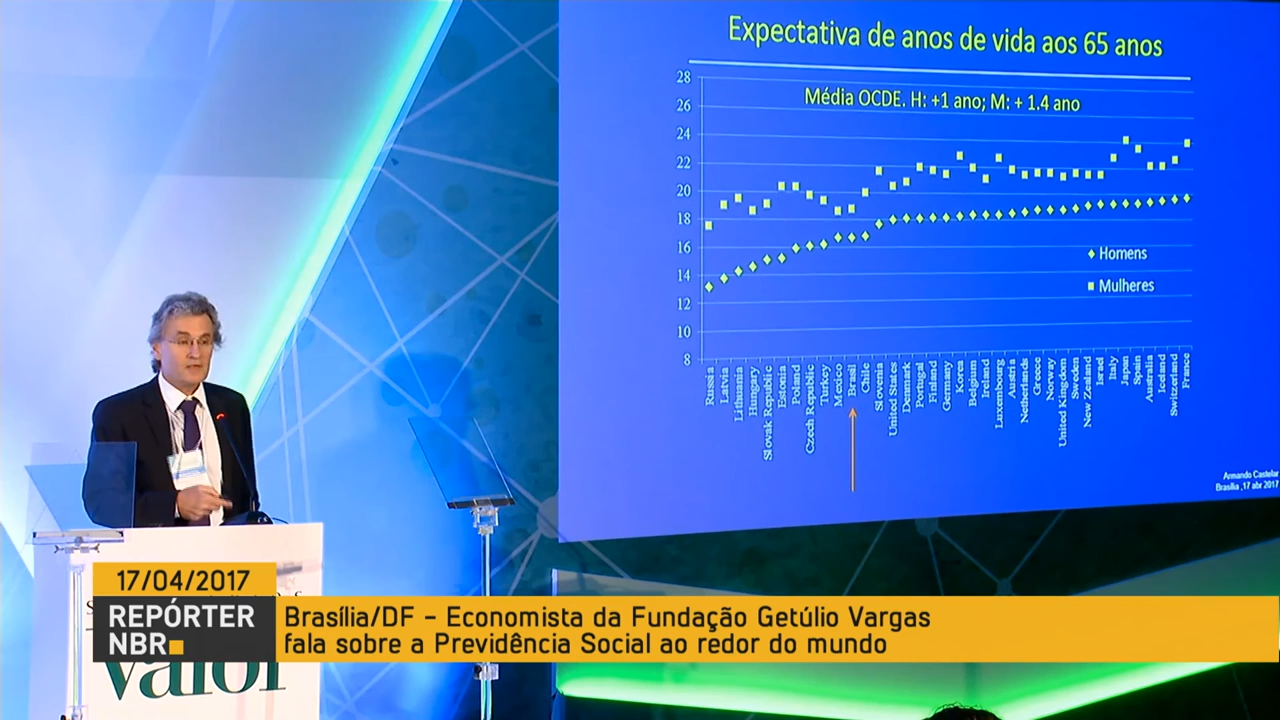 Expectativa de anos de vida aos 65 anos
Média OCDE. H: +1 ano; M: + 1.4 ano
28
26
24
22
20
18
16
14
12
10
8
Homens
Mulheres
Russia
Latvia
Lithuania
Hungary
Slovak Republic
Estonia
Poland
Czech Republic
Turkey
Mexico
Brasil
Chile
Slovenia
United States
Denmark
Portugal
Finland
Germany
Korea
Belgium
Ireland
Luxembourg
Austria
Netherlands
Greece
Norway
United Kingdom
Sweden
New Zealand
Israel
Italy
Japan
Spain
Australia
Iceland
Switzerland
France
Armando Castelar
Brasília ,17 abr 2017
17/04/2017
REPÓRTER
NBR
Brasília/DF - Economista da Fundação Getúlio Vargas
fala sobre a Previdência Social ao redor do mundo
valor